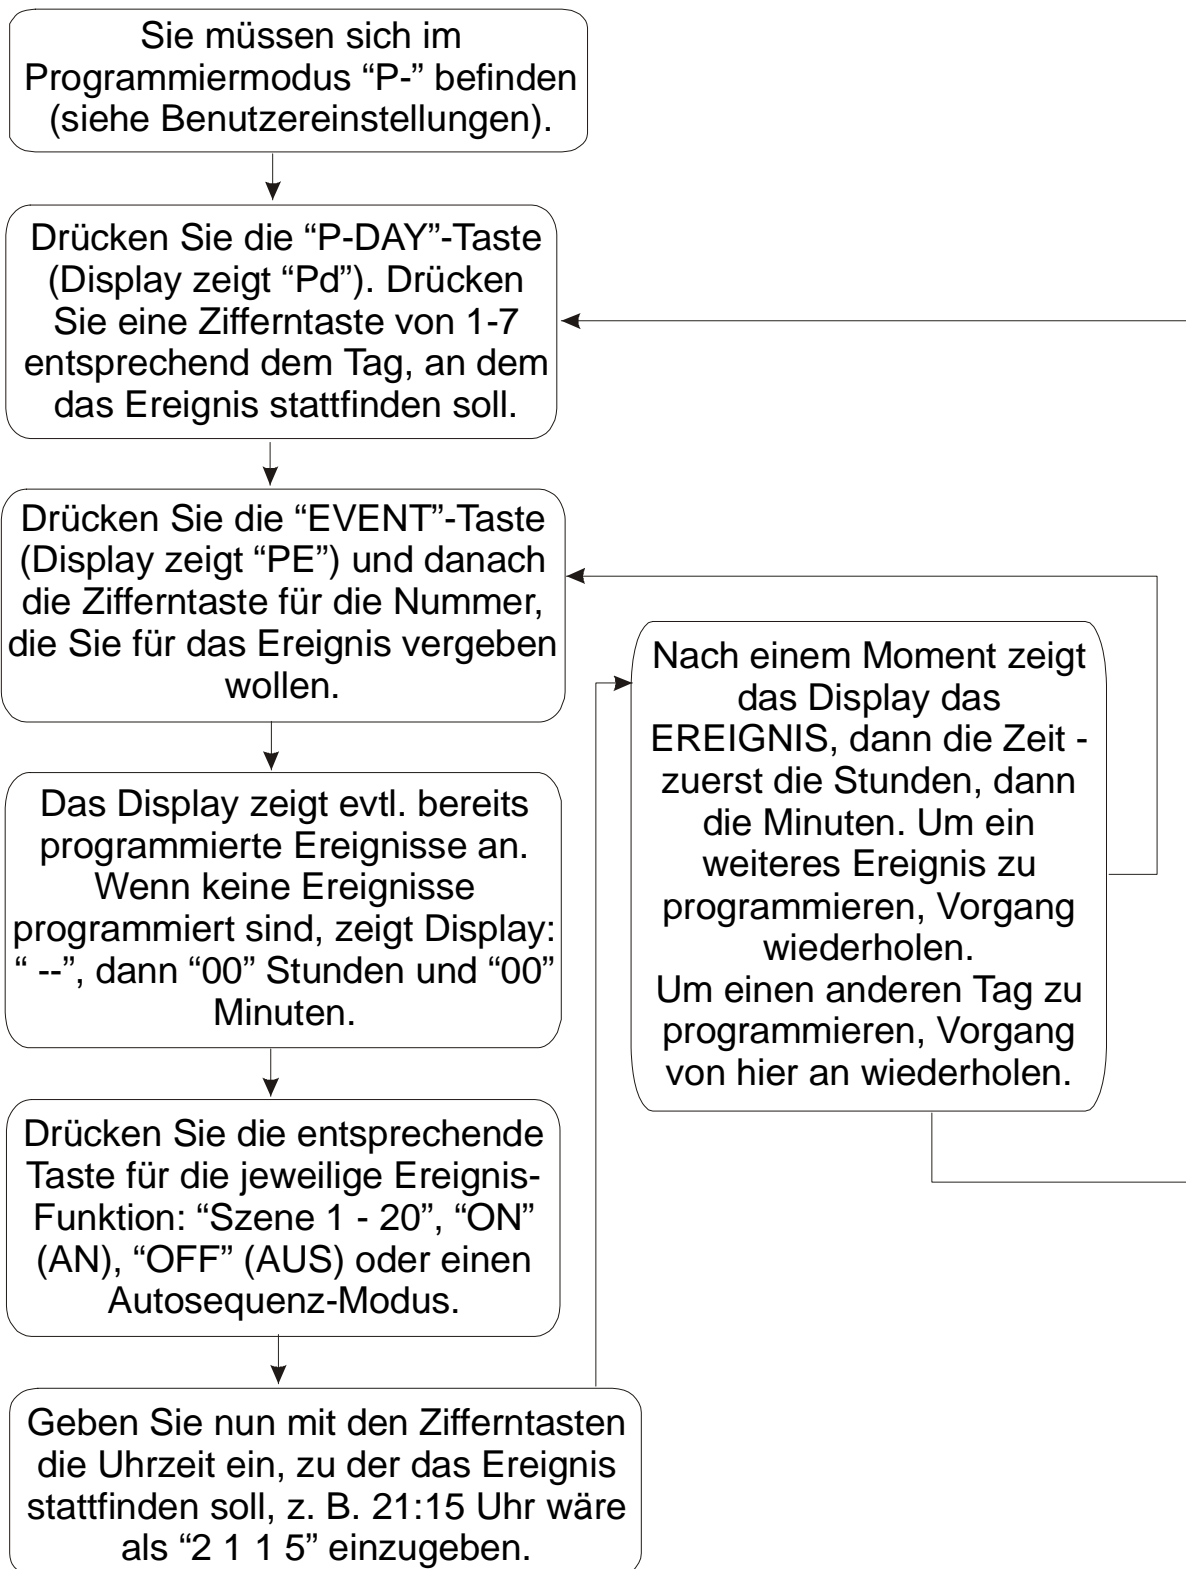 Sie müssen sich im
Programmiermodus “P-” befinden
(siehe Benutzereinstellungen).
Drücken Sie die “P-DAY”-Taste
(Display zeigt “Pd”). Drücken
Sie eine Zifferntaste von 1-7
entsprechend dem Tag, an dem
das Ereignis stattfinden soll.
Drücken Sie die “EVENT”-Taste
(Display zeigt “PE”) und danach
die Zifferntaste für die Nummer,
die Sie für das Ereignis vergeben
wollen.
Das Display zeigt evtl. bereits
programmierte Ereignisse an.
Wenn keine Ereignisse
programmiert sind, zeigt Display:
“ --”, dann “00” Stunden und “00”
Minuten.
Drücken Sie die entsprechende
Taste für die jeweilige Ereignis-
Funktion: “Szene 1 - 20”, “ON”
(AN), “OFF” (AUS) oder einen
Autosequenz-Modus.
Geben Sie nun mit den Zifferntasten
die Uhrzeit ein, zu der das Ereignis
stattfinden soll, z. B. 21:15 Uhr wäre
als “2 1 1 5” einzugeben.
Nach einem Moment zeigt
das Display das
EREIGNIS, dann die Zeit -
zuerst die Stunden, dann
die Minuten. Um ein
weiteres Ereignis zu
programmieren, Vorgang
wiederholen.
Um einen anderen Tag zu
programmieren, Vorgang
von hier an wiederholen.